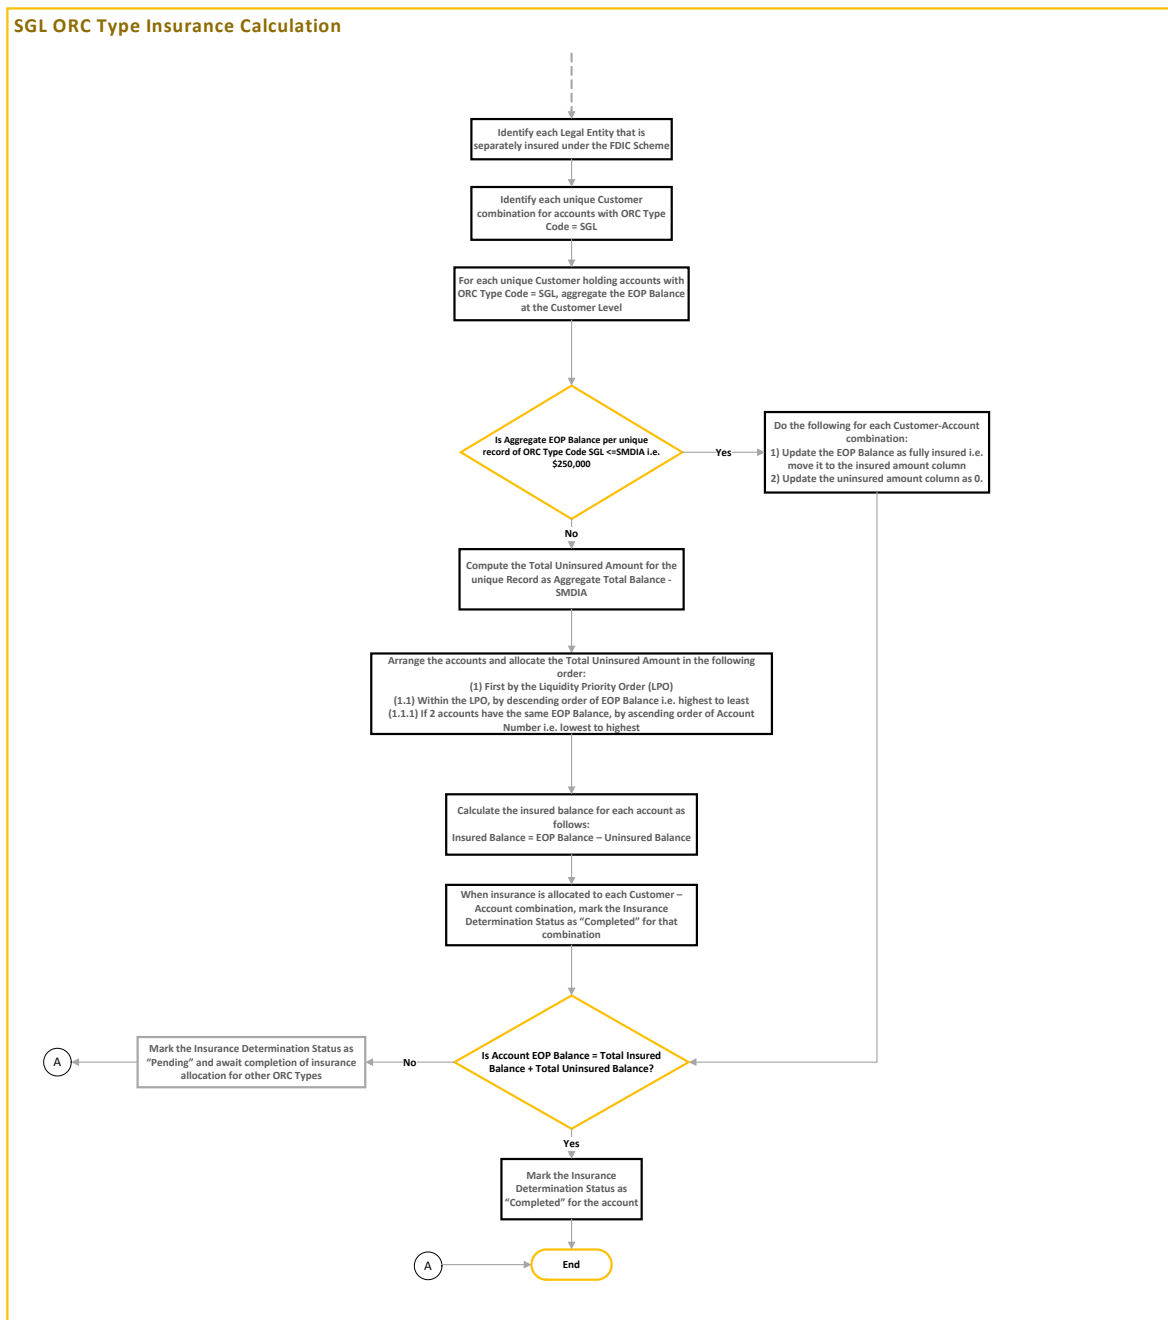 SGL ORC Type Insurance Calculation
Identify each Legal Entity that is
separately insured under the FDIC Scheme
Identify each unique Customer
combination for accounts with ORC Type
Code = SGL
For each unique Customer holding accounts with
ORC Type Code = SGL, aggregate the EOP Balance
at the Customer Level
Is Aggregate EOP Balance per unique
record of ORC Type Code SGL <=SMDIA i.e.
$250,000
Yes
Do the following for each Customer-Account
combination:
1) Update the EOP Balance as fully insured i.e.
move it to the insured amount column
2) Update the uninsured amount column as 0.
No
Compute the Total Uninsured Amount for the
unique Record as Aggregate Total Balance -
SMDIA
Arrange the accounts and allocate the Total Uninsured Amount in the following
order:
(1) First by the Liquidity Priority Order (LPO)
(1.1) Within the LPO, by descending order of EOP Balance i.e. highest to least
(1.1.1) If 2 accounts have the same EOP Balance, by ascending order of Account
Number i.e. lowest to highest
Calculate the insured balance for each account as
follows:
Insured Balance = EOP Balance – Uninsured Balance
When insurance is allocated to each Customer –
Account combination, mark the Insurance
Determination Status as “Completed” for that
combination
Is Account EOP Balance = Total Insured
Balance + Total Uninsured Balance?
No
Mark the Insurance Determination Status as
“Pending” and await completion of insurance
allocation for other ORC Types
A
Yes
Mark the Insurance
Determination Status as
“Completed” for the account
A
End